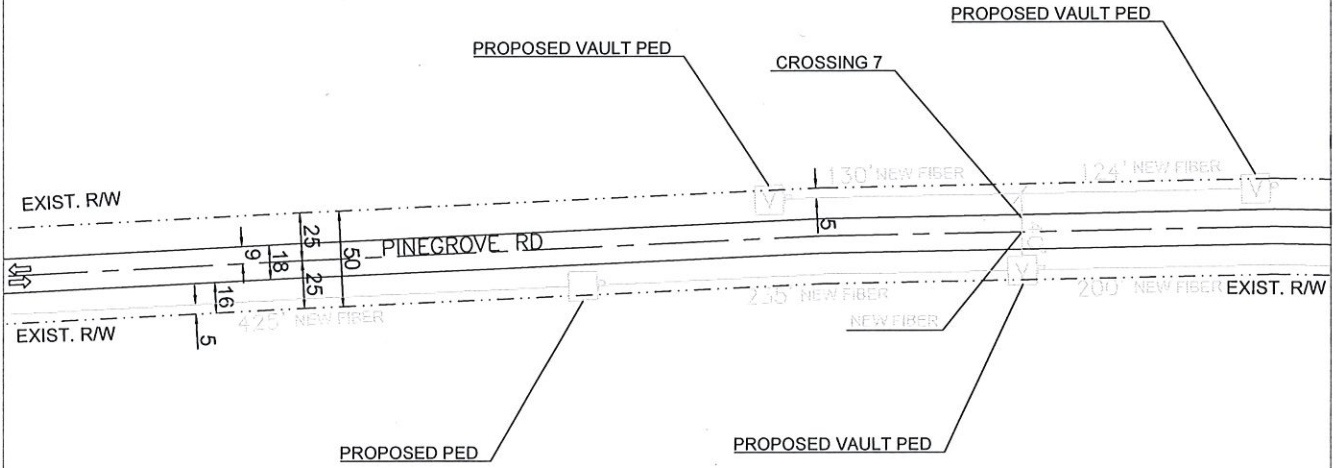 PROPOSED VAULT PED
PROPOSED VAULT PED
CROSSING 7
130' NEW FIBER
124' NEW FIBER
V
V P
EXIST. R/W
5
25
50
PINEGROVE RD
9
18
40'
25
V
P
235' NEW FIBER
200' NEW FIBER
EXIST. R/W
16
425' NEW FIBER
NEW FIBER
EXIST. R/W
5
PROPOSED PED
PROPOSED VAULT PED